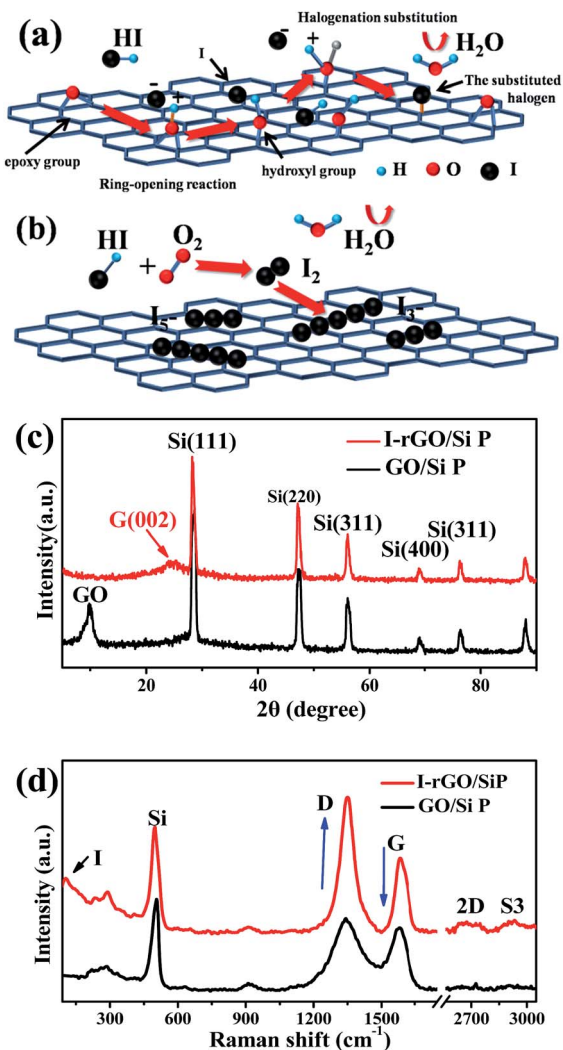 (a)
HI
I
-
+
Halogenation substitution
H2O
The substituted
halogen
-
+
epoxy group
Ring-opening reaction
hydroxyl group
H
O
I
(b)
HI
+
O2
I2
H2O
I5-
I3-
(c)
Si(111)
I-rGO/Si P
GO/Si P
G(002)
Si(220)
Si(311)
Si(311)
Si(400)
GO
Intensity(a.u.)
20
40
60
80
2θ (degree)
(d)
I-rGO/SiP
GO/Si P
D
G
Si
I
2D
S3
Intensity (a.u.)
300
600
900
1200
1500
2700
3000
Raman shift (cm-1)